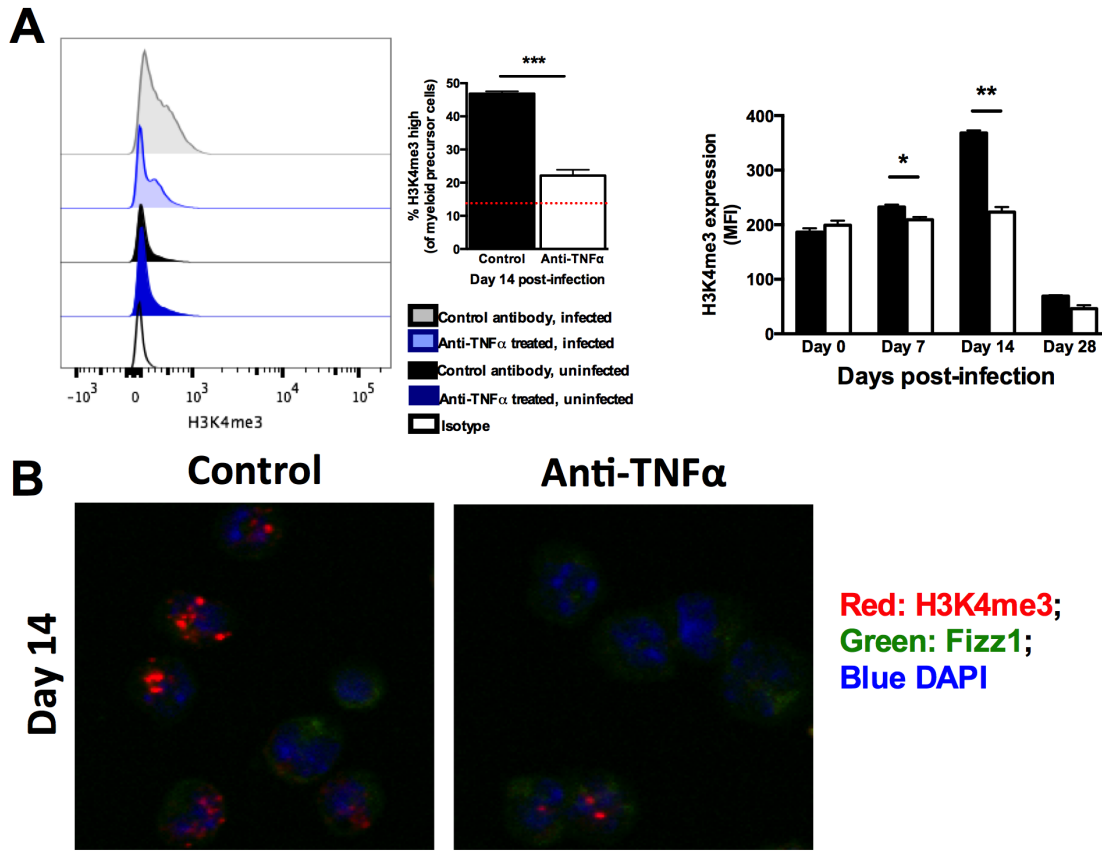 A
H3K4me3
-10³ 0 10³ 10⁴ 10⁵
% H3K4me3 high
(of myeloid precursor cells)
50
40
30
20
10
0
***
Control Anti-TNFα
Day 14 post-infection
Control antibody, infected
Anti-TNFα treated, infected
Control antibody, uninfected
Anti-TNFα treated, uninfected
Isotype
H3K4me3 expression
(MFI)
400
300
200
100
0
*
**
Day 0 Day 7 Day 14 Day 28
Days post-infection
B
Control
Anti-TNFα
Day 14
Red: H3K4me3;
Green: Fizz1;
Blue DAPI